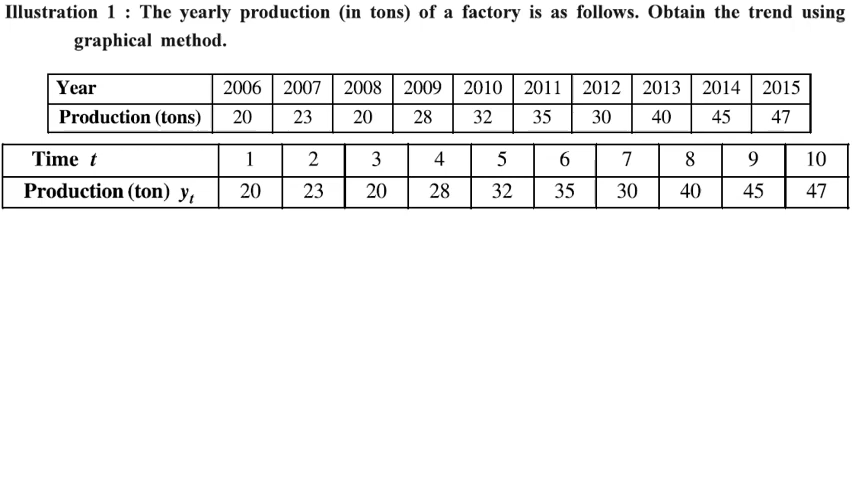 Illustration 1 : The yearly production (in tons) of a factory is as follows. Obtain the trend using
graphical method.
Year 2006 2007 2008 2009 2010 2011 2012 2013 2014 2015
Production (tons) 20 23 20 28 32 35 30 40 45 47
Time t 1 2 3 4 5 6 7 8 9 10
Production (ton) yt 20 23 20 28 32 35 30 40 45 47